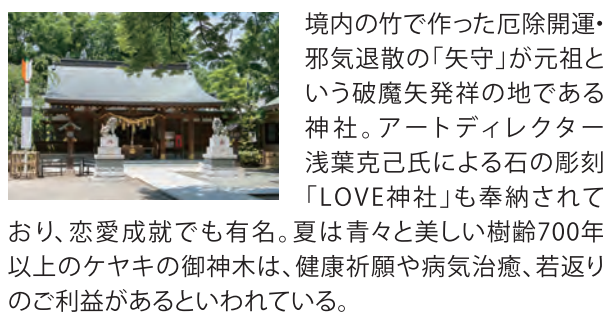 境内の竹で作った厄除開運・
邪気退散の「矢守」が元祖と
いう破魔矢発祥の地である
神社。アートディレクター
浅葉克己氏による石の彫刻
「LOVE神社」も奉納されて
おり、恋愛成就でも有名。夏は青々と美しい樹齢700年
以上のケヤキの御神木は、健康祈願や病気治癒、若返り
のご利益があるといわれている。